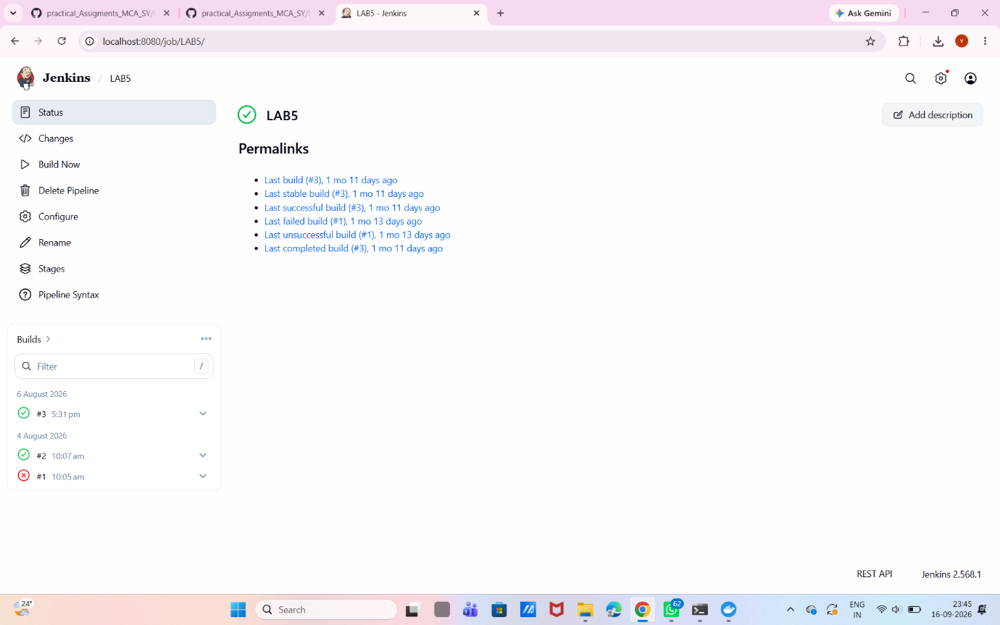 practical_Assigments_MCA_SY/
practical_Assigments_MCA_SY/
LAB5 - Jenkins
Ask Gemini
localhost:8080/job/LAB5/
V
Jenkins / LAB5
Status
Changes
Build Now
Delete Pipeline
Configure
Rename
Stages
Pipeline Syntax
LAB5
Add description
Permalinks
Last build (#3), 1 mo 11 days ago
Last stable build (#3), 1 mo 11 days ago
Last successful build (#3), 1 mo 11 days ago
Last failed build (#1), 1 mo 13 days ago
Last unsuccessful build (#1), 1 mo 13 days ago
Last completed build (#3), 1 mo 11 days ago
Builds
Filter /
6 August 2026
#3 5:31 pm
4 August 2026
#2 10:07 am
#1 10:05 am
REST API
Jenkins 2.568.1
24°
Search
62
ENG
IN
23:45
16-09-2026